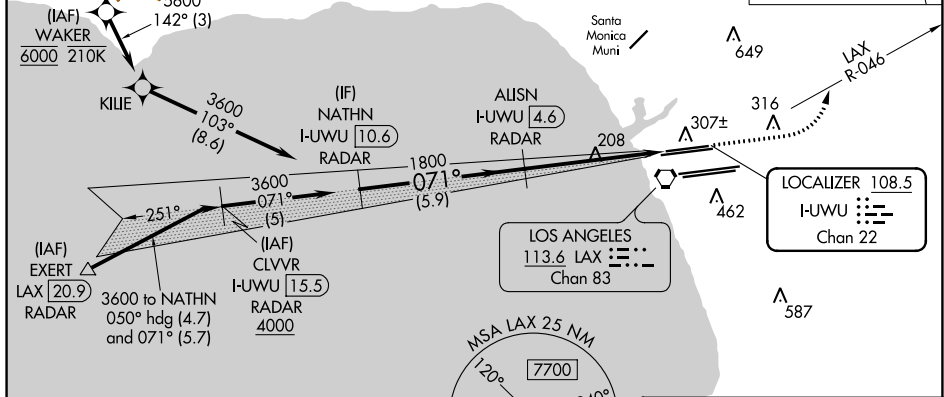 5600
142° (3)
(IAF)
WAKER
6000 210K
KILIE
3600
103°
(8.6)
(IF)
NATHN
I-UWU 10.6
RADAR
ALISN
I-UWU 4.6
RADAR
Santa
Monica
Muni
649
LAX
R-046
316
307±
208
1800
071°
(5.9)
3600
071°
(5)
251°
(IAF)
EXERT
LAX 20.9
RADAR
3600 to NATHN
050° hdg (4.7)
and 071° (5.7)
(IAF)
CLVVR
I-UWU 15.5
RADAR
4000
LOS ANGELES
113.6 LAX
Chan 83
462
LOCALIZER 108.5
I-UWU
Chan 22
587
MSA LAX 25 NM
7700
120°